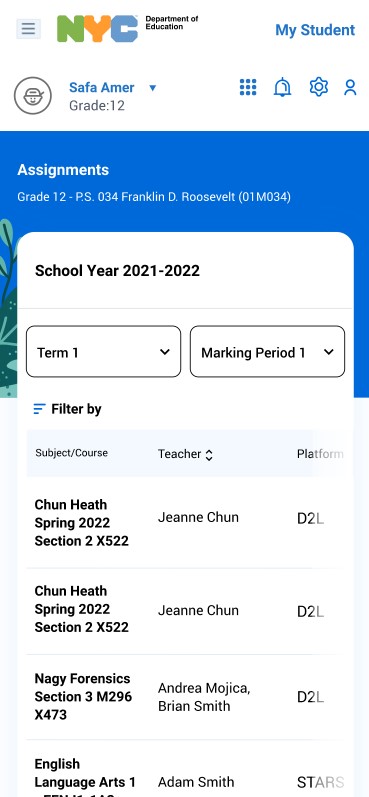 NYC Department of
Education
My Student
Safa Amer
Grade:12
Assignments
Grade 12 - P.S. 034 Franklin D. Roosevelt (01M034)
School Year 2021-2022
Term 1
Marking Period 1
Filter by
Subject/Course Teacher Platform
Chun Heath
Spring 2022
Section 2 X522
Jeanne Chun
D2L
Chun Heath
Spring 2022
Section 2 X522
Jeanne Chun
D2L
Nagy Forensics
Section 3 M296
X473
Andrea Mojica,
Brian Smith
D2L
English
Language Arts 1
Adam Smith
STARS